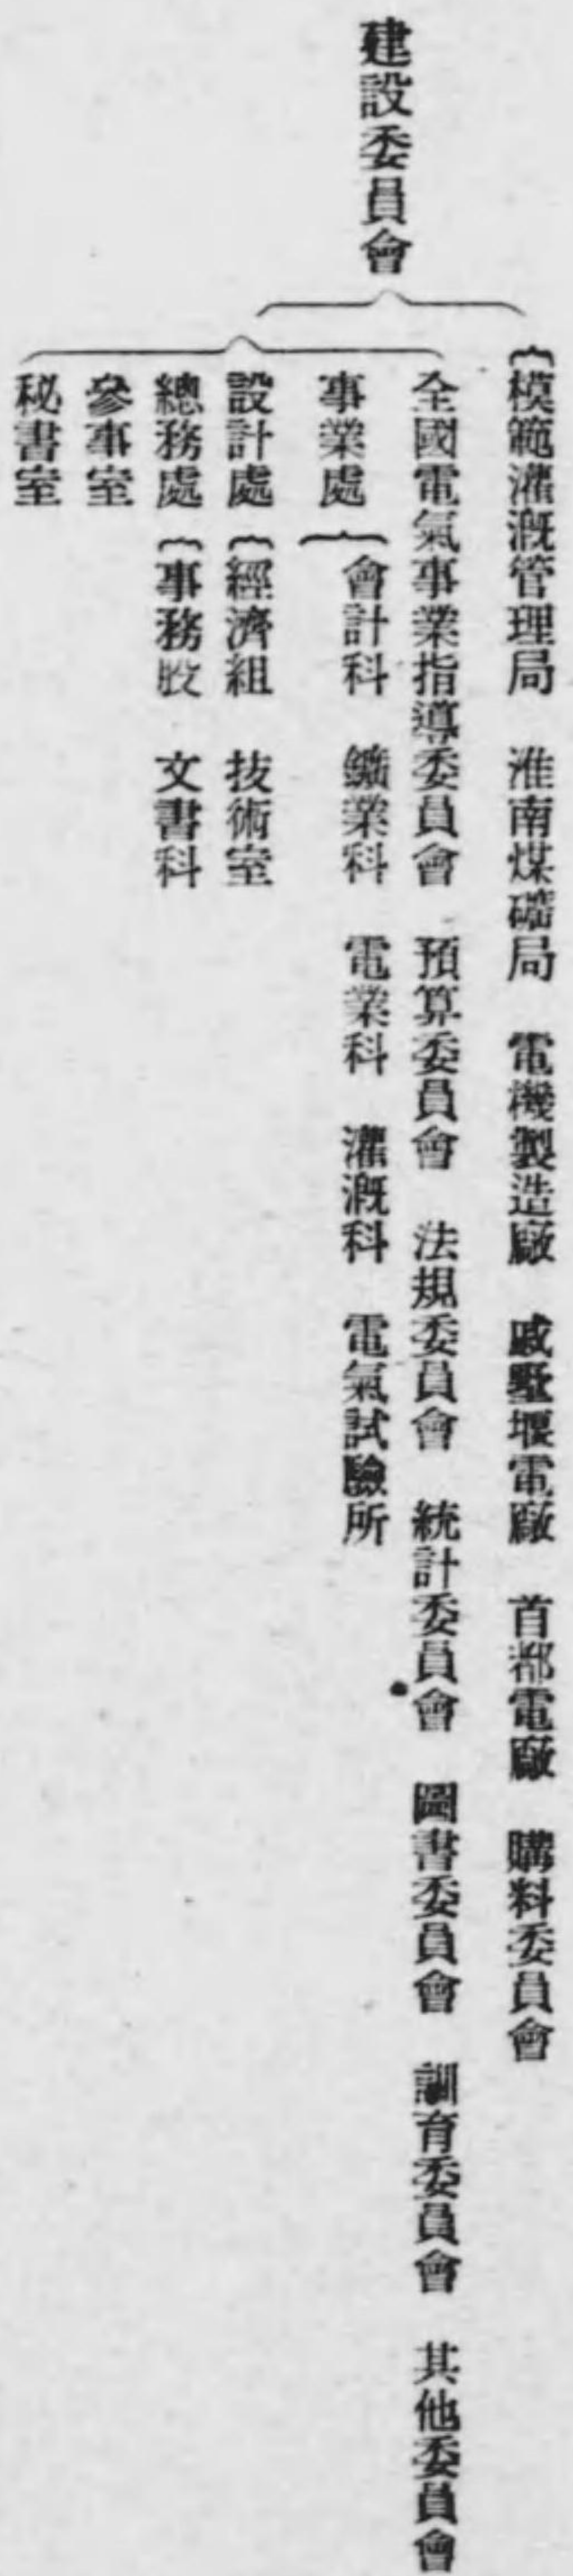 建設委員會
模範灌溉管理局　淮南煤礦局　電機製造廠　戚墅堰電廠　首都電廠　購料委員會
全國電氣事業指導委員會　預算委員會　法規委員會　統計委員會　圖書委員會　訓育委員會　其他委員會
事業處　會計科　鑛業科　電業科　灌溉科　電氣試驗所
設計處　經濟組　技術室
總務處　事務股　文書科
參事室
秘書室